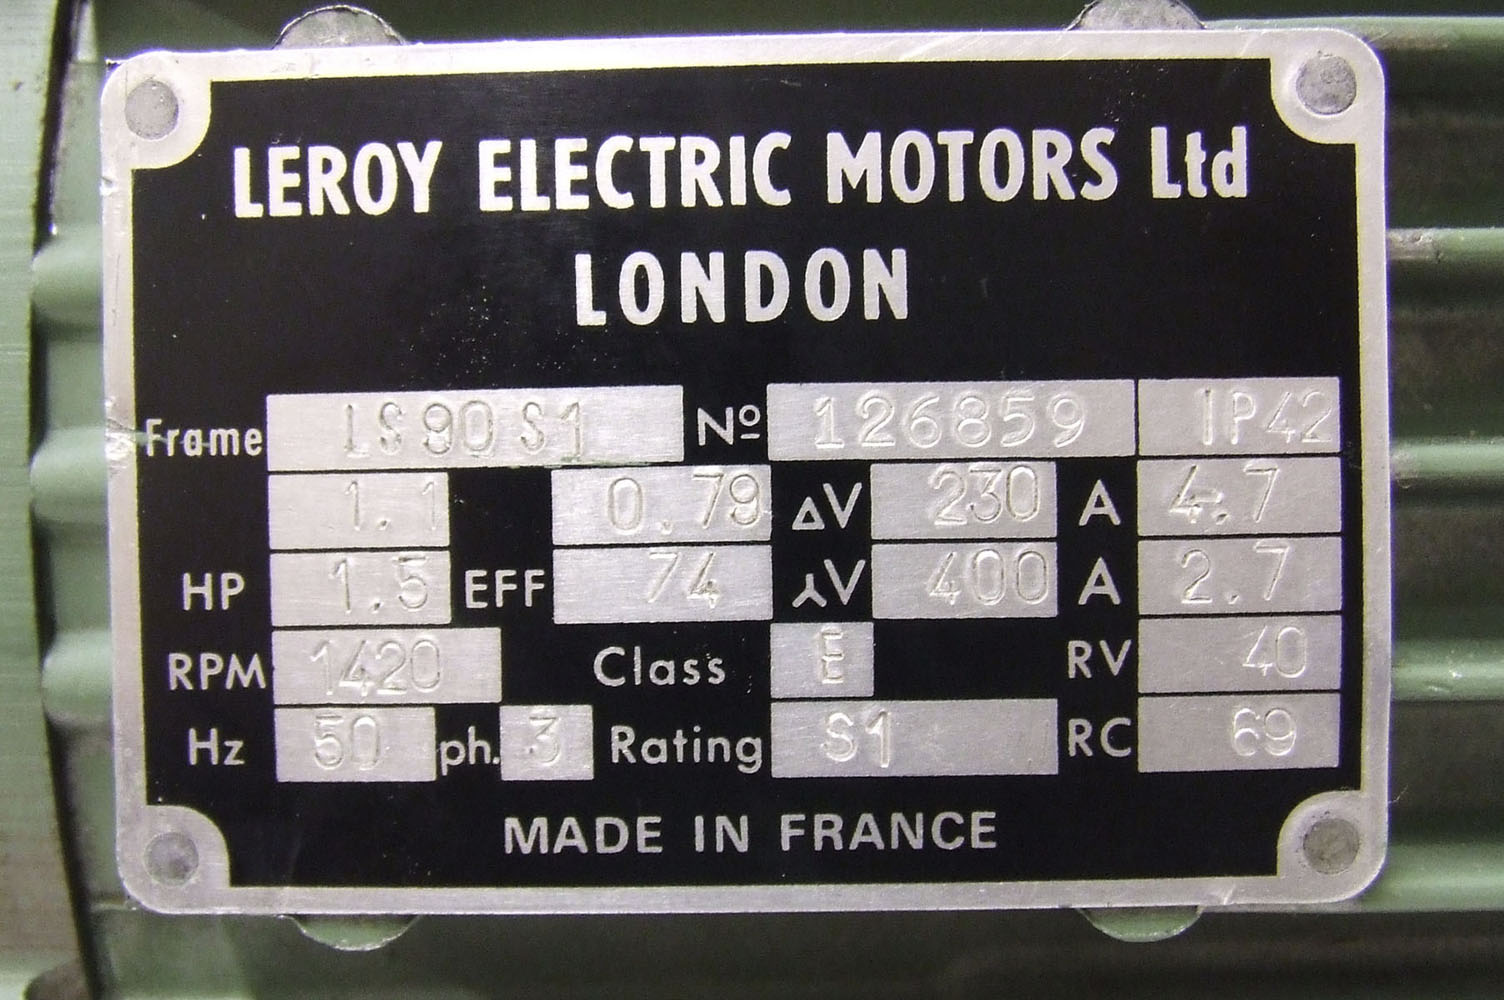 LEROY ELECTRIC MOTORS Ltd
LONDON
Frame LS 90 S1 Nº 126859 IP42
1.1 0.79 ΔV 230 A 4.7
HP 1.5 EFF 74 ⅄V 400 A 2.7
RPM 1420 Class E RV 40
Hz 50 ph. 3 Rating S1 RC 69
MADE IN FRANCE